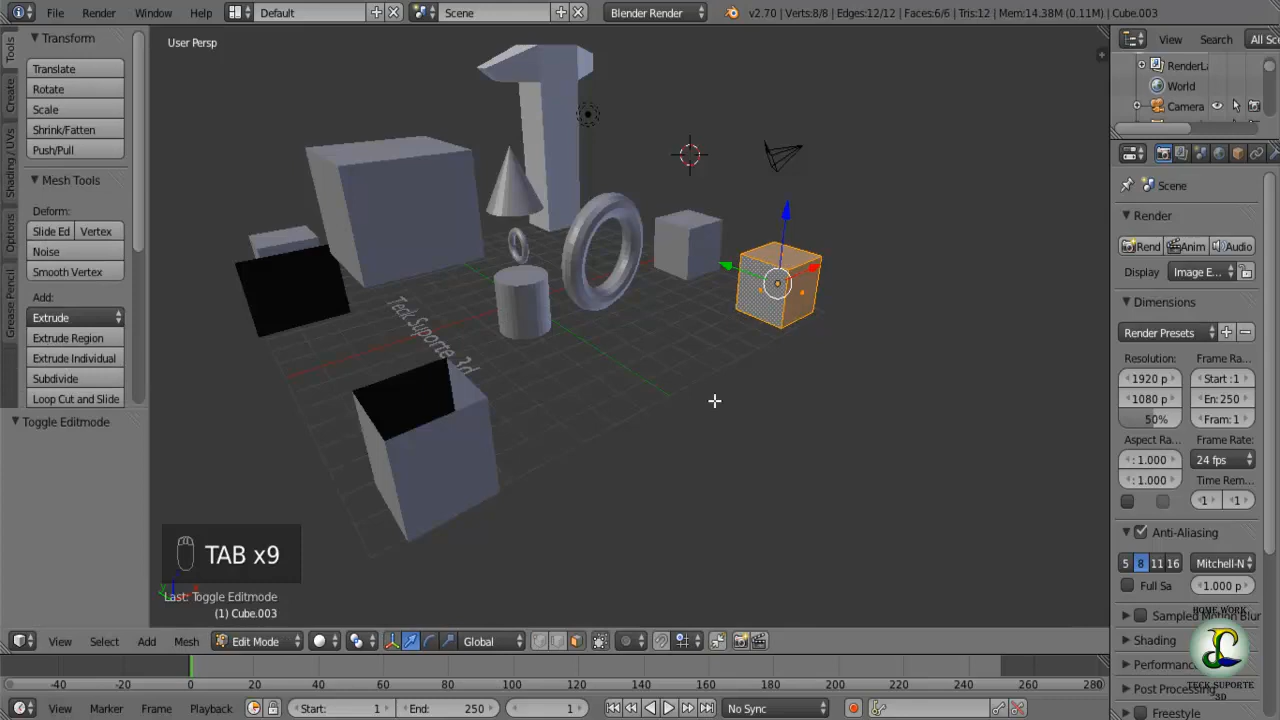 File Render Window Help Default Scene Blender Render v2.70 | Verts:8/8 | Edges:12/12 | Faces:6/6 | Tris:12 | Mem:14.38M (0.11M) | Cube.003
Tools
Create
Shading / UVs
Options
Grease Pencil
Transform
Translate
Rotate
Scale
Shrink/Fatten
Push/Pull
Mesh Tools
Deform:
Slide Ed Vertex
Noise
Smooth Vertex
Add:
Extrude
Extrude Region
Extrude Individual
Subdivide
Loop Cut and Slide
Toggle Editmode
User Persp
Teck Suporte 3d
TAB x9
Last: Toggle Editmode
(1) Cube.003
View Search All Sce
RenderLa
World
Camera
Scene
Render
Rend Anim Audio
Display Image E...
Dimensions
Render Presets
Resolution: Frame Ra...
1920 p Start :1
1080 p En: 250
50% Fram: 1
Aspect Ra... Frame Rate:
: 1.000 24 fps
: 1.000 Time Rem...
1 1
Anti-Aliasing
5 8 11 16 Mitchell-N
Full Sa 1.000 p
Sampled Motion Blur
Shading
Performanc
Post Processing
Freestyle
HOME WORK
TECK SUPORTE
-3D
View Select Add Mesh Edit Mode Global
-40 -20 0 20 40 60 80 100 120 140 160 180 200 220 240 260 280
View Marker Frame Playback Start: 1 End: 250 1 No Sync